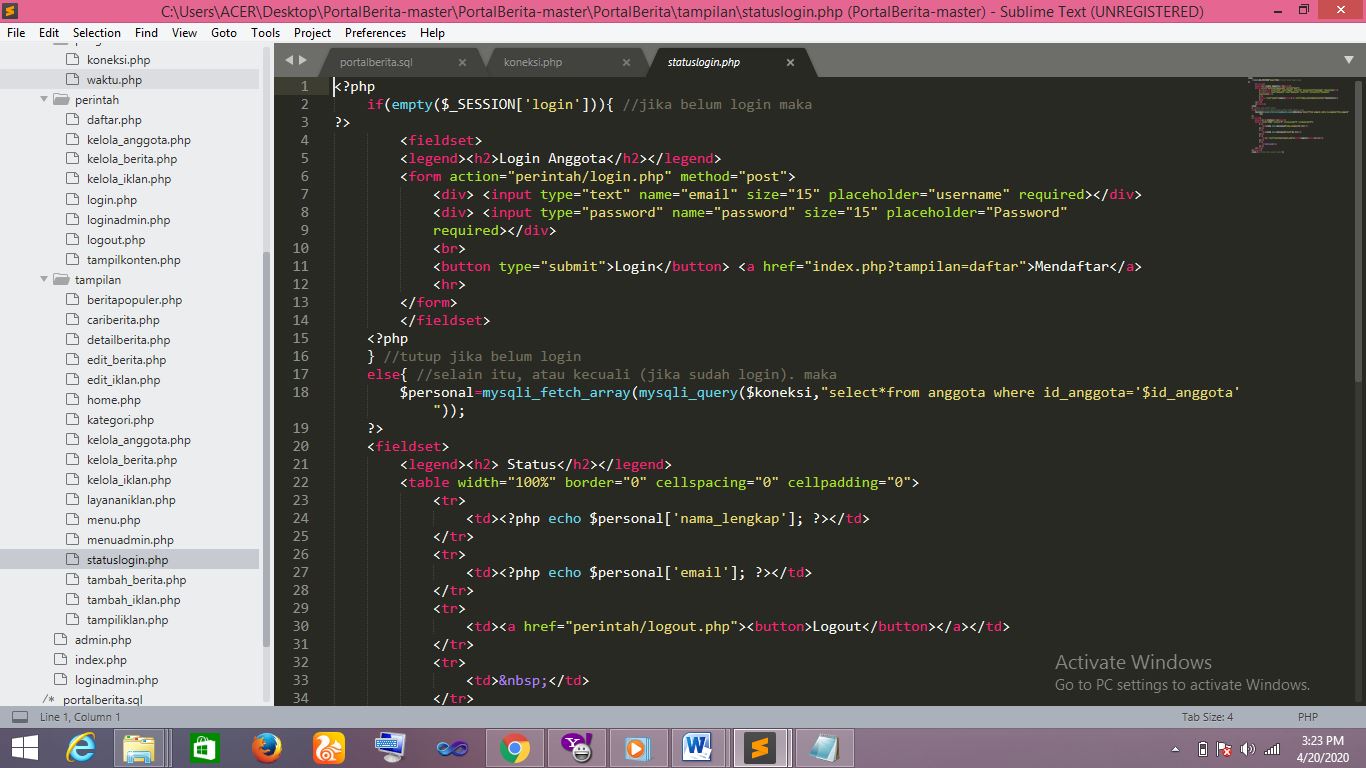 C:\Users\ACER\Desktop\PortalBerita-master\PortalBerita-master\PortalBerita\tampilan\statuslogin.php (PortalBerita-master) - Sublime Text (UNREGISTERED)
File Edit Selection Find View Goto Tools Project Preferences Help
koneksi.php
waktu.php
perintah
daftar.php
kelola_anggota.php
kelola_berita.php
kelola_iklan.php
login.php
loginadmin.php
logout.php
tampilkonten.php
tampilan
beritapopuler.php
cariberita.php
detailberita.php
edit_berita.php
edit_iklan.php
home.php
kategori.php
kelola_anggota.php
kelola_berita.php
kelola_iklan.php
layananiklan.php
menu.php
menuadmin.php
statuslogin.php
tambah_berita.php
tambah_iklan.php
tampiliklan.php
admin.php
index.php
loginadmin.php
/* portalberita.sql
portalberita.sql koneksi.php statuslogin.php
1 <?php
2 if(empty($_SESSION['login'])){ //jika belum login maka
3 ?>
4 <fieldset>
5 <legend><h2>Login Anggota</h2></legend>
6 <form action="perintah/login.php" method="post">
7 <div> <input type="text" name="email" size="15" placeholder="username" required></div>
8 <div> <input type="password" name="password" size="15" placeholder="Password"
9 required></div>
10 <br>
11 <button type="submit">Login</button> <a href="index.php?tampilan=daftar">Mendaftar</a>
12 <hr>
13 </form>
14 </fieldset>
15 <?php
16 } //tutup jika belum login
17 else{ //selain itu, atau kecuali (jika sudah login). maka
18 $personal=mysqli_fetch_array(mysqli_query($koneksi,"select*from anggota where id_anggota='$id_anggota'
"));
19 ?>
20 <fieldset>
21 <legend><h2> Status</h2></legend>
22 <table width="100%" border="0" cellspacing="0" cellpadding="0">
23 <tr>
24 <td><?php echo $personal['nama_lengkap']; ?></td>
25 </tr>
26 <tr>
27 <td><?php echo $personal['email']; ?></td>
28 </tr>
29 <tr>
30 <td><a href="perintah/logout.php"><button>Logout</button></a></td>
31 </tr>
32 <tr>
33 <td>&nbsp;</td>
34 </tr>
Activate Windows
Go to PC settings to activate Windows.
Line 1, Column 1 Tab Size: 4 PHP
3:23 PM
4/20/2020